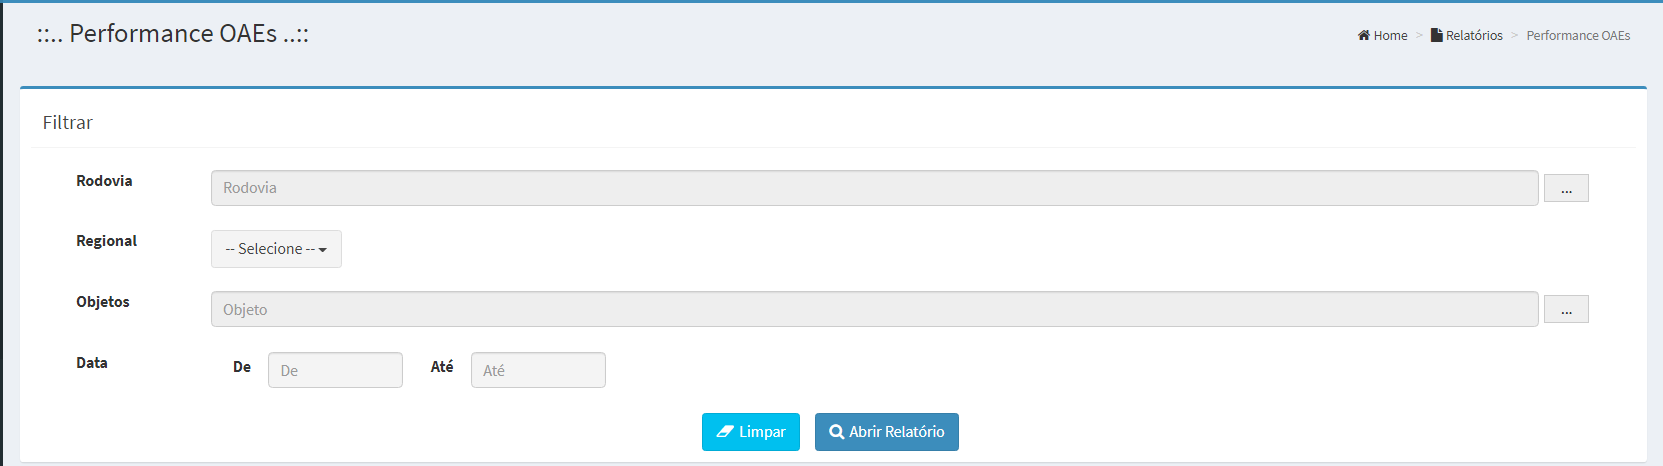 ::.. Performance OAEs ..::
Home > Relatórios > Performance OAEs
Filtrar
Rodovia Rodovia ...
Regional -- Selecione --
Objetos Objeto ...
Data De De Até Até
Limpar Abrir Relatório